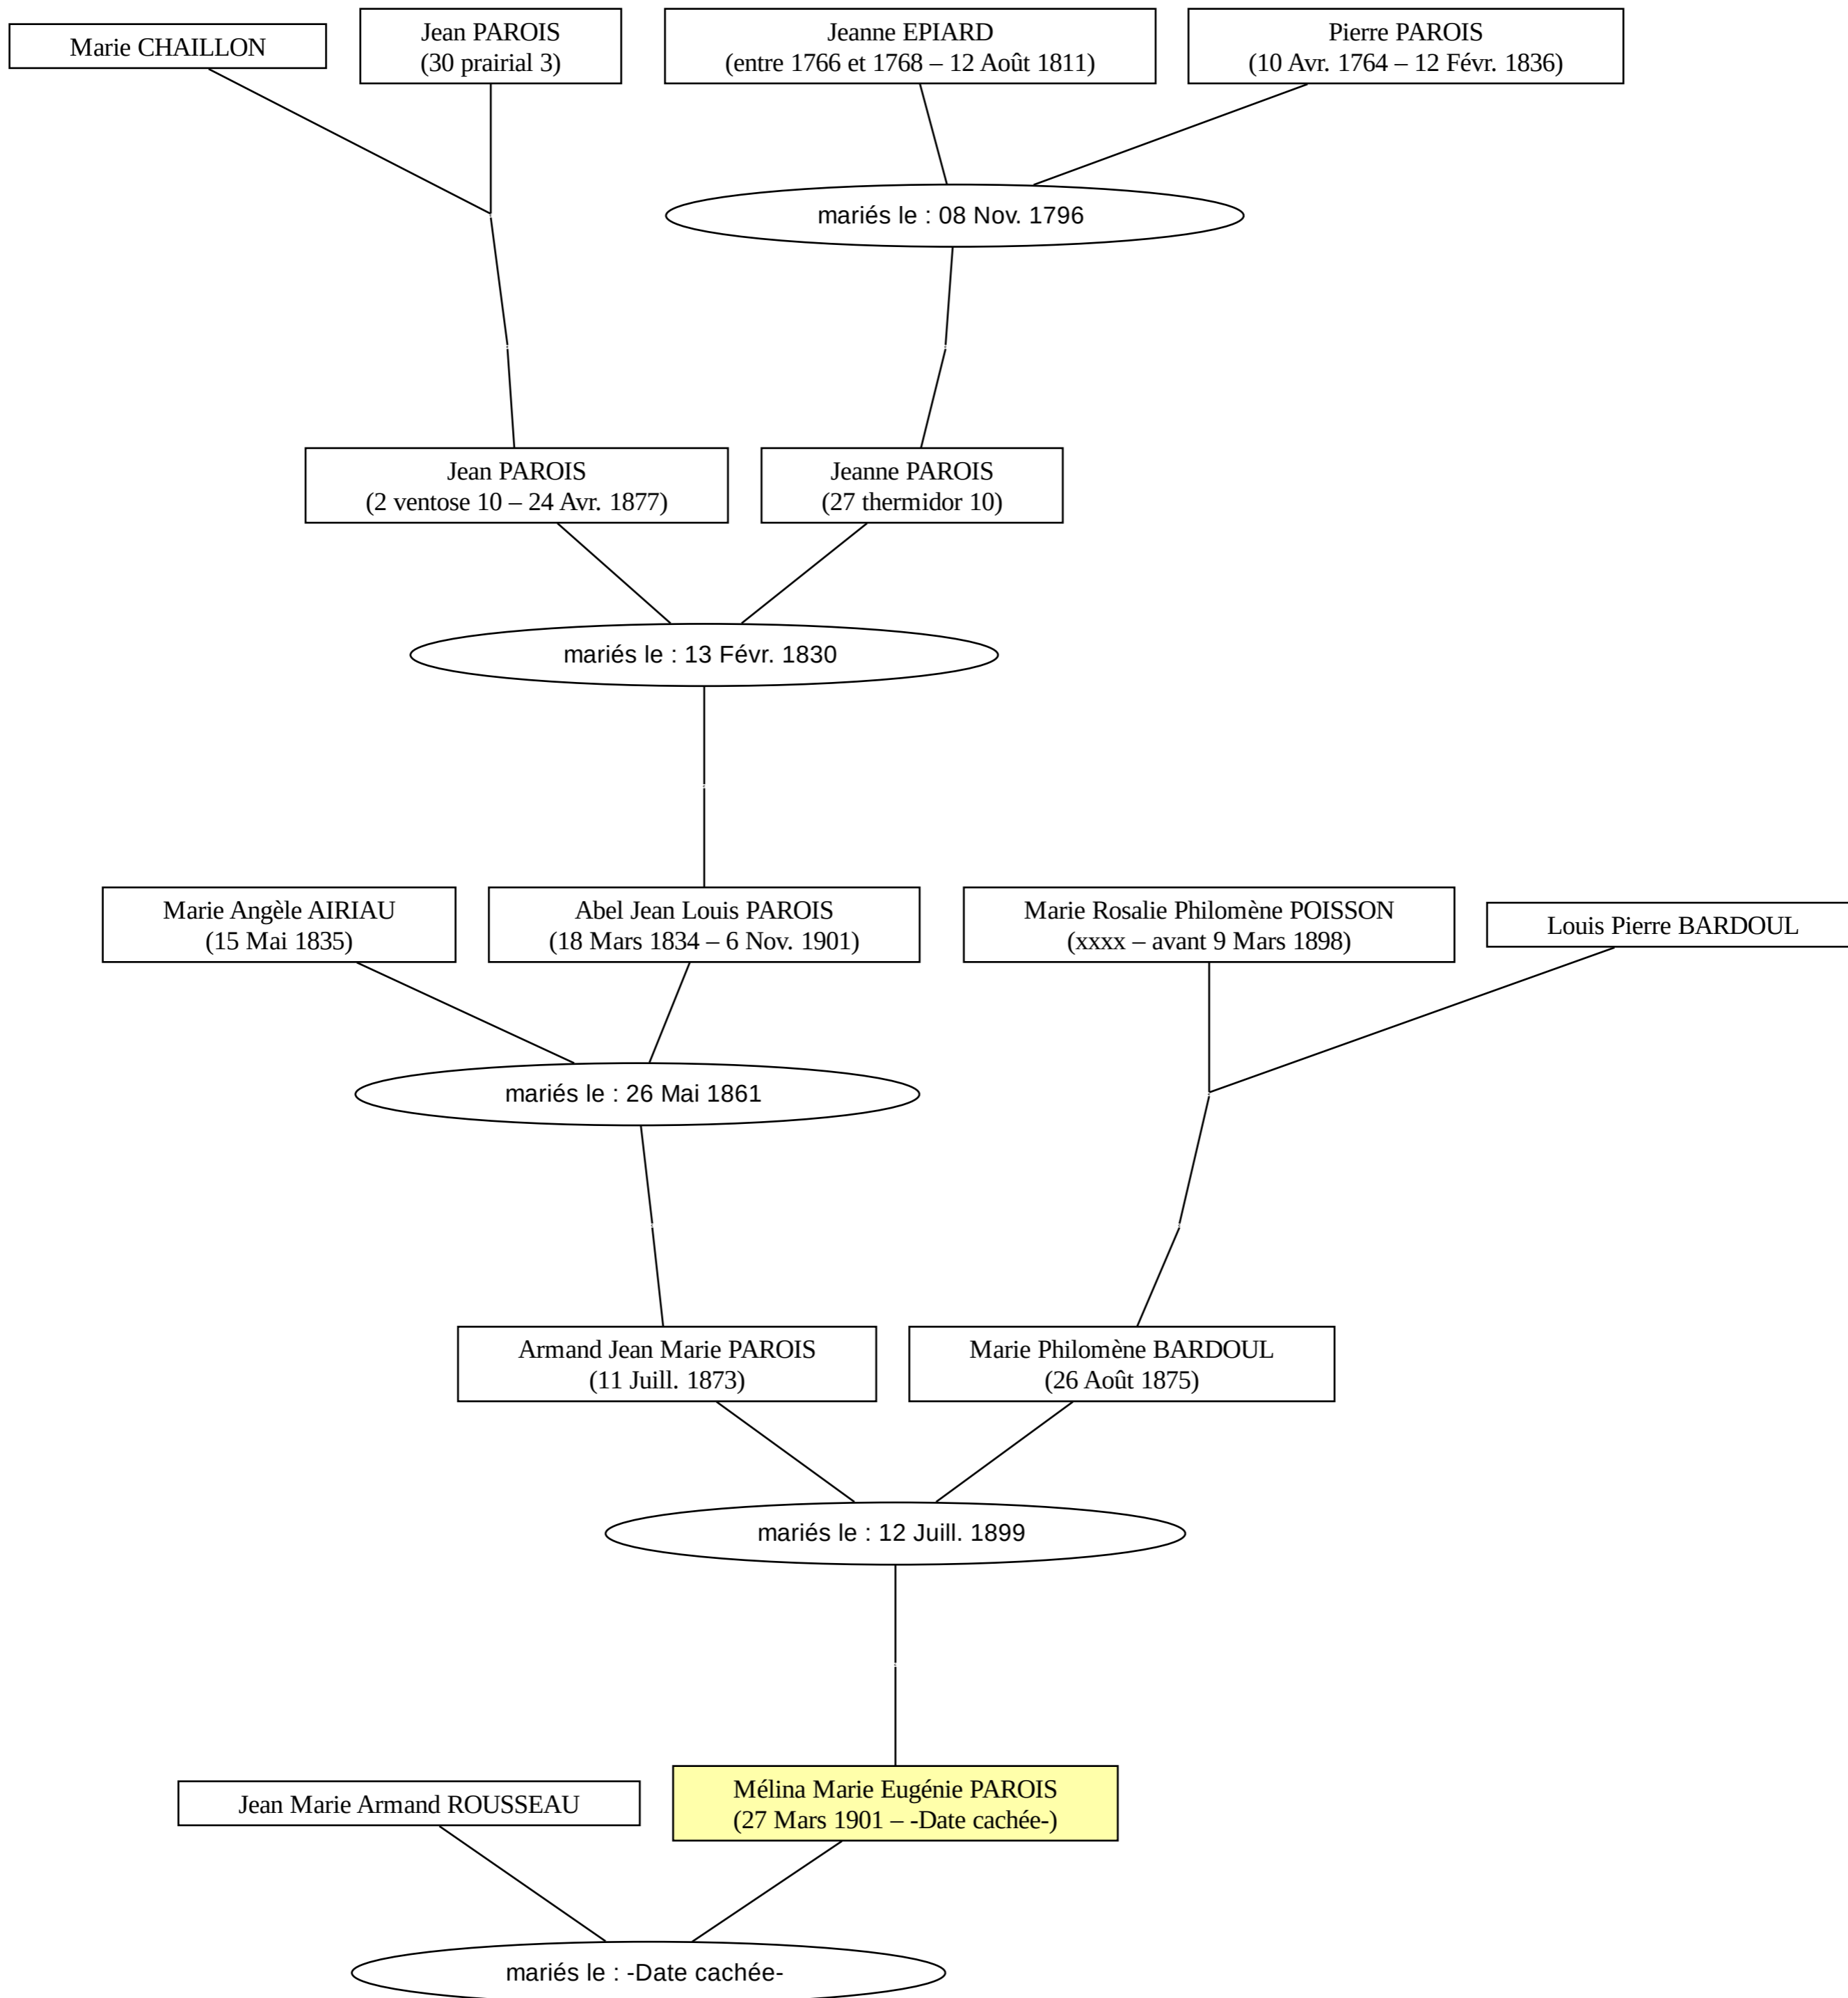 Marie CHAILLON
Jean PAROIS
(30 prairial 3)
Jeanne EPIARD
(entre 1766 et 1768 – 12 Août 1811)
Pierre PAROIS
(10 Avr. 1764 – 12 Févr. 1836)
mariés le : 08 Nov. 1796
Jean PAROIS
(2 ventose 10 – 24 Avr. 1877)
Jeanne PAROIS
(27 thermidor 10)
mariés le : 13 Févr. 1830
Marie Angèle AIRIAU
(15 Mai 1835)
Abel Jean Louis PAROIS
(18 Mars 1834 – 6 Nov. 1901)
Marie Rosalie Philomène POISSON
(xxxx – avant 9 Mars 1898)
Louis Pierre BARDOUL
mariés le : 26 Mai 1861
Armand Jean Marie PAROIS
(11 Juill. 1873)
Marie Philomène BARDOUL
(26 Août 1875)
mariés le : 12 Juill. 1899
Jean Marie Armand ROUSSEAU
Mélina Marie Eugénie PAROIS
(27 Mars 1901 – -Date cachée-)
mariés le : -Date cachée-